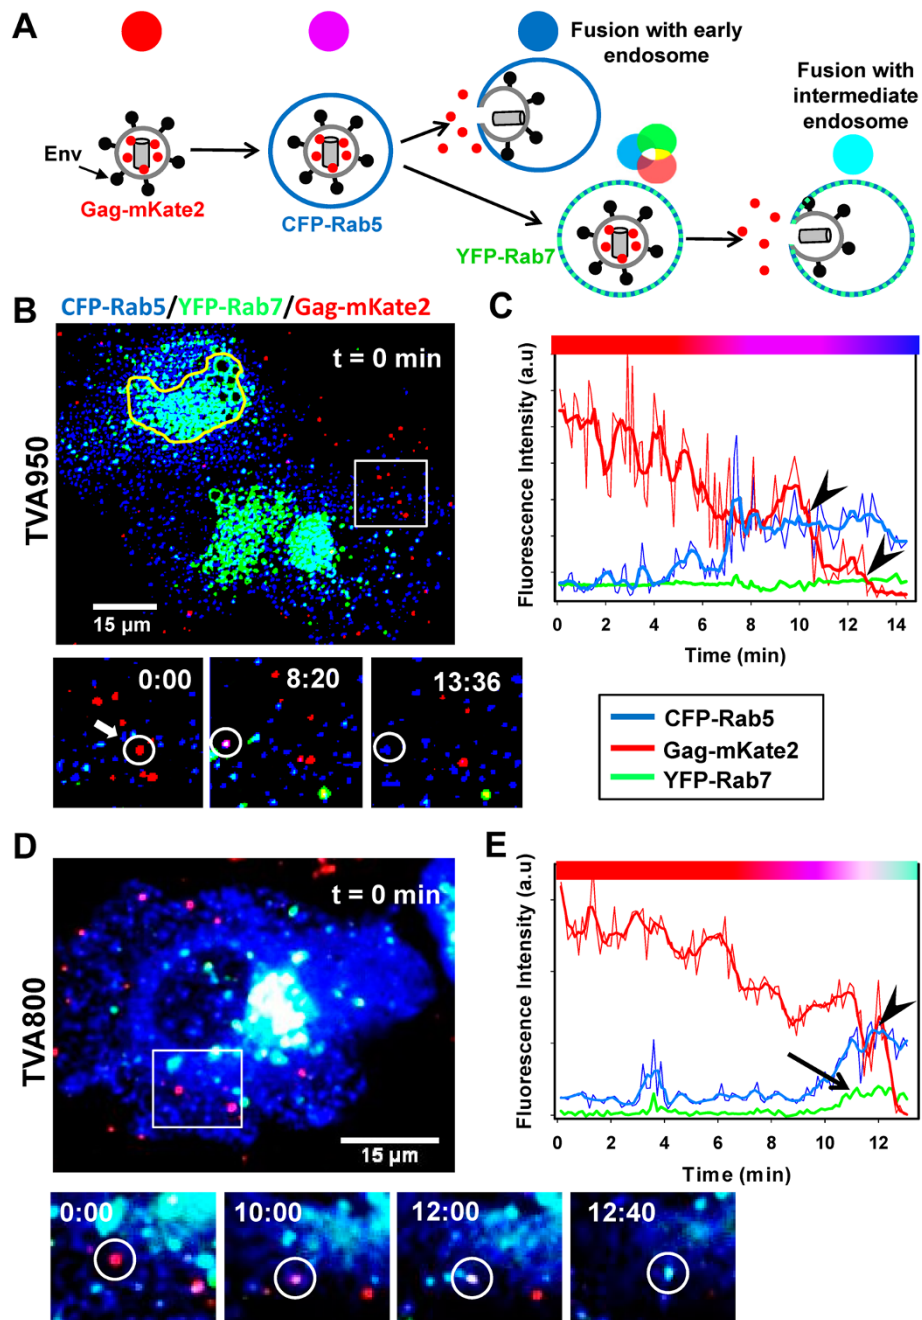 A
Fusion with early
endosome
Fusion with
intermediate
endosome
Env
Gag-mKate2
CFP-Rab5
YFP-Rab7
B
CFP-Rab5/YFP-Rab7/Gag-mKate2
t = 0 min
TVA950
15 µm
0:00
8:20
13:36
C
Fluorescence Intensity (a.u)
0 2 4 6 8 10 12 14
Time (min)
CFP-Rab5
Gag-mKate2
YFP-Rab7
D
t = 0 min
TVA800
15 µm
0:00
10:00
12:00
12:40
E
Fluorescence Intensity (a.u)
0 2 4 6 8 10 12
Time (min)